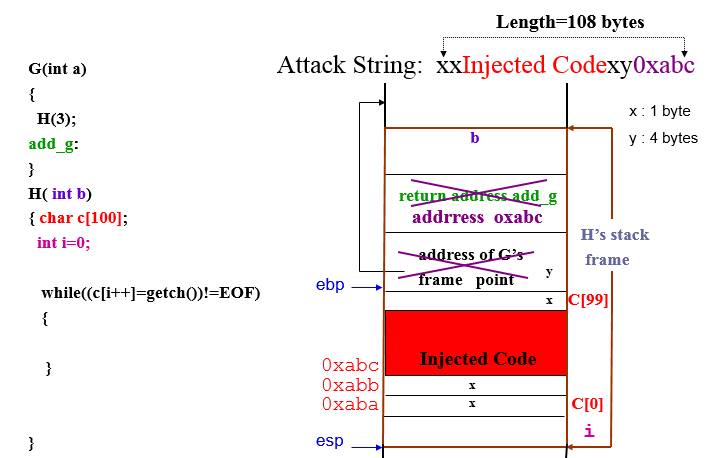 Length=108 bytes
Attack String: xxInjected Codexy0xabc
G(int a)
{
H(3);
add_g:
}
H( int b)
{ char c[100];
int i=0;
while((c[i++]=getch())!=EOF)
{
}
}
x : 1 byte
y : 4 bytes
b
return address add_g
addrress oxabc
address of G's
frame point
y
ebp
x
C[99]
H's stack
frame
Injected Code
0xabc
0xabb
x
0xaba
x
C[0]
i
esp